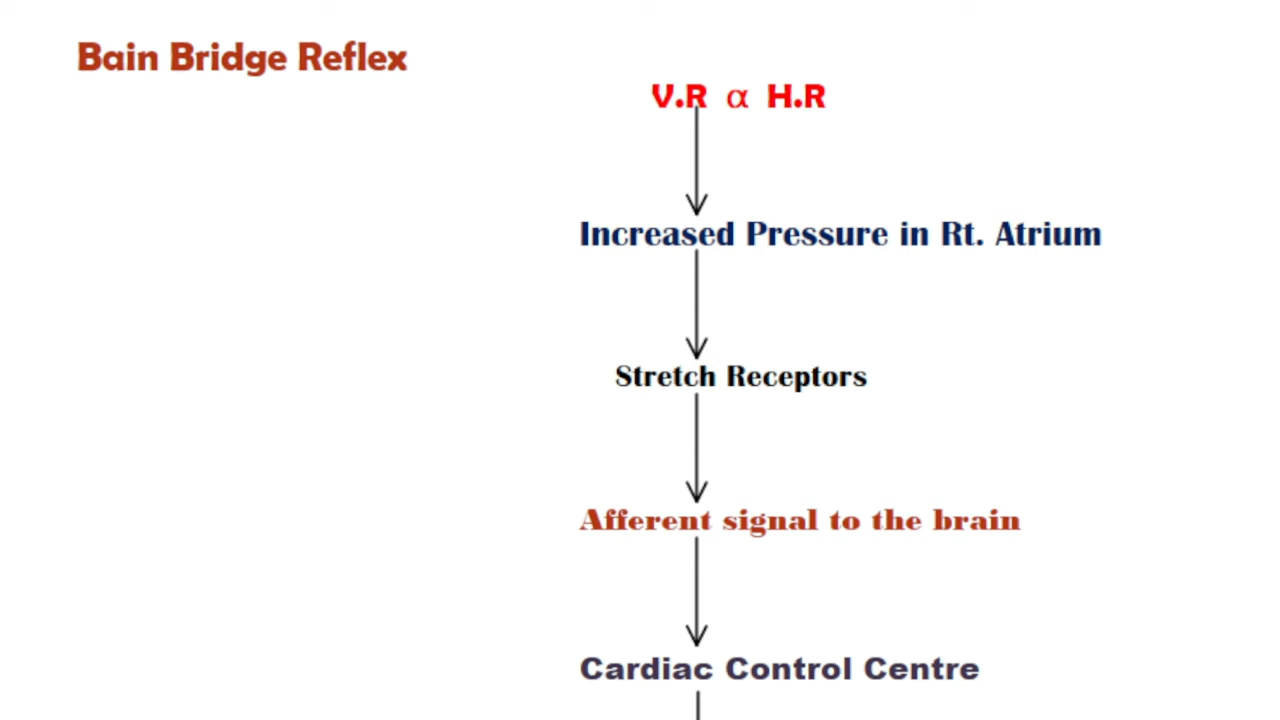 Bain Bridge Reflex
V.R α H.R
Increased Pressure in Rt. Atrium
Stretch Receptors
Afferent signal to the brain
Cardiac Control Centre